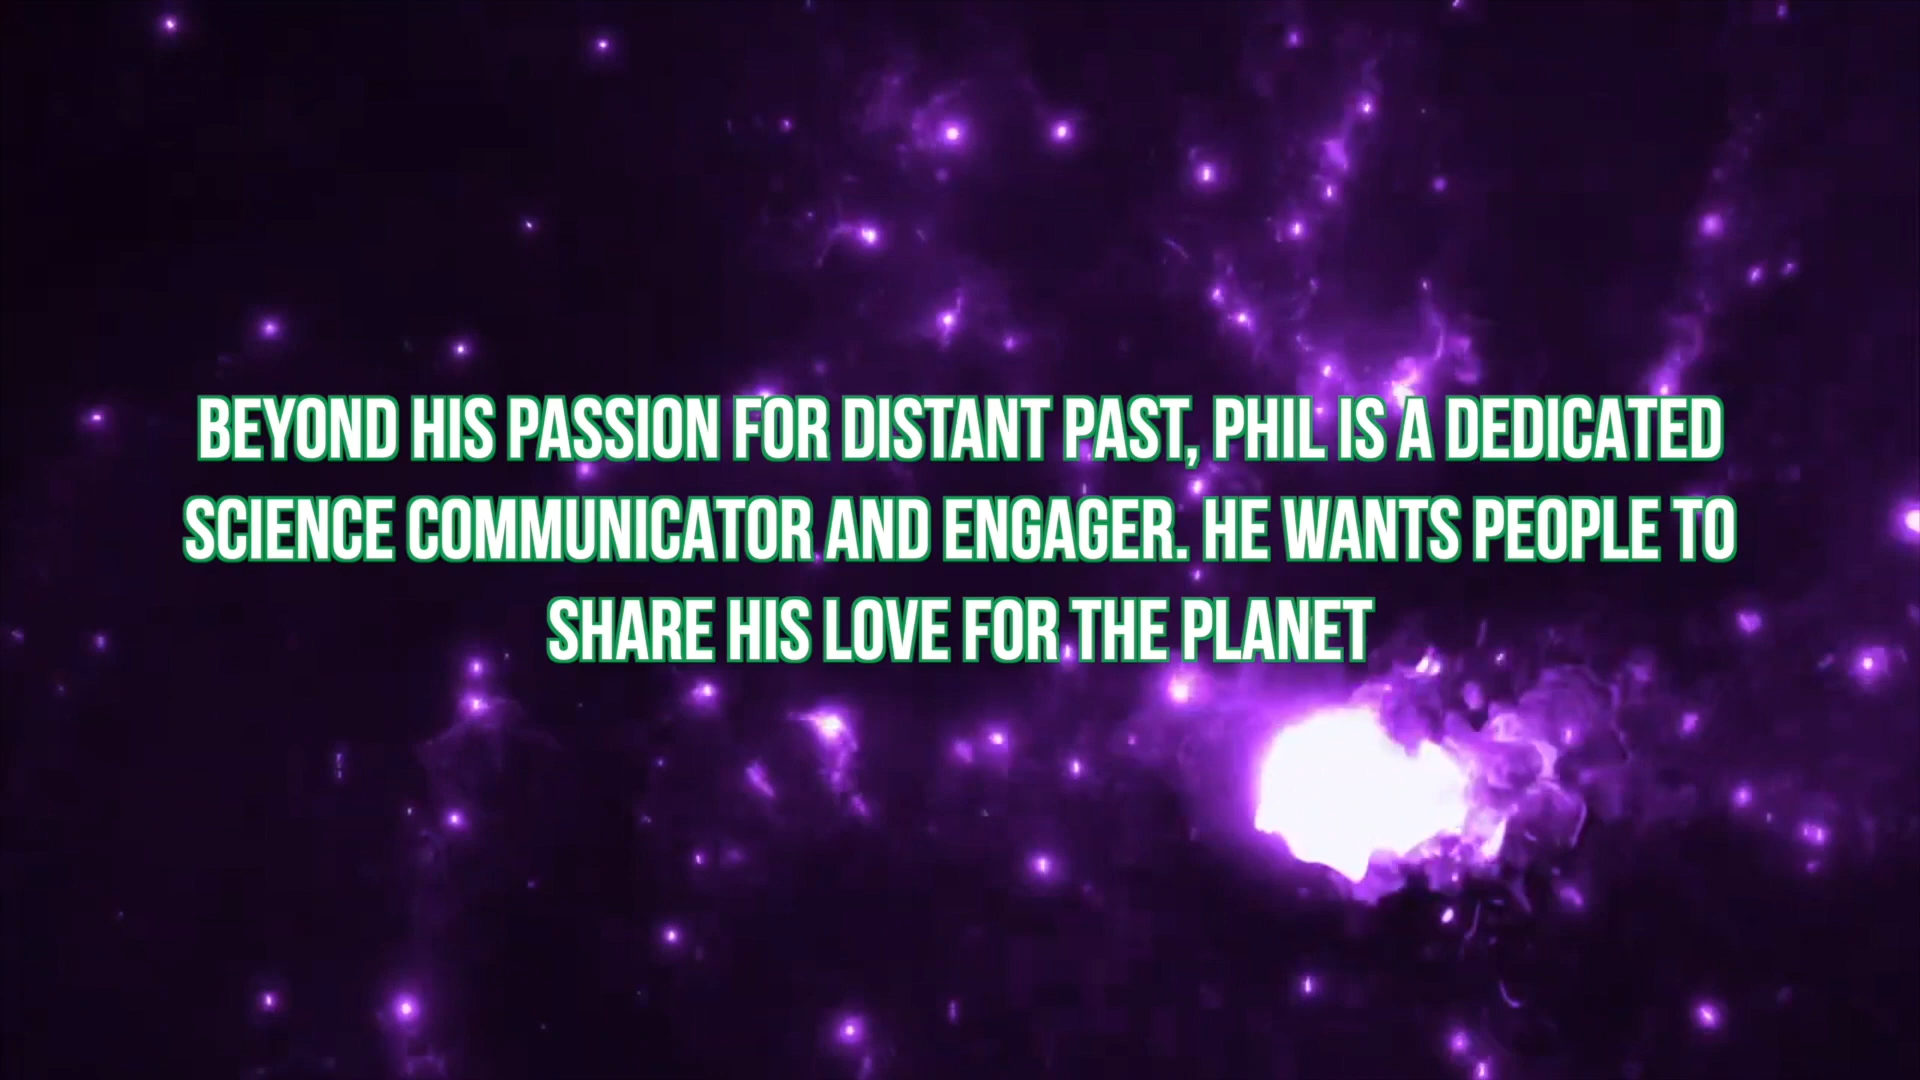 BEYOND HIS PASSION FOR DISTANT PAST, PHIL IS A DEDICATED
SCIENCE COMMUNICATOR AND ENGAGER. HE WANTS PEOPLE TO
SHARE HIS LOVE FOR THE PLANET